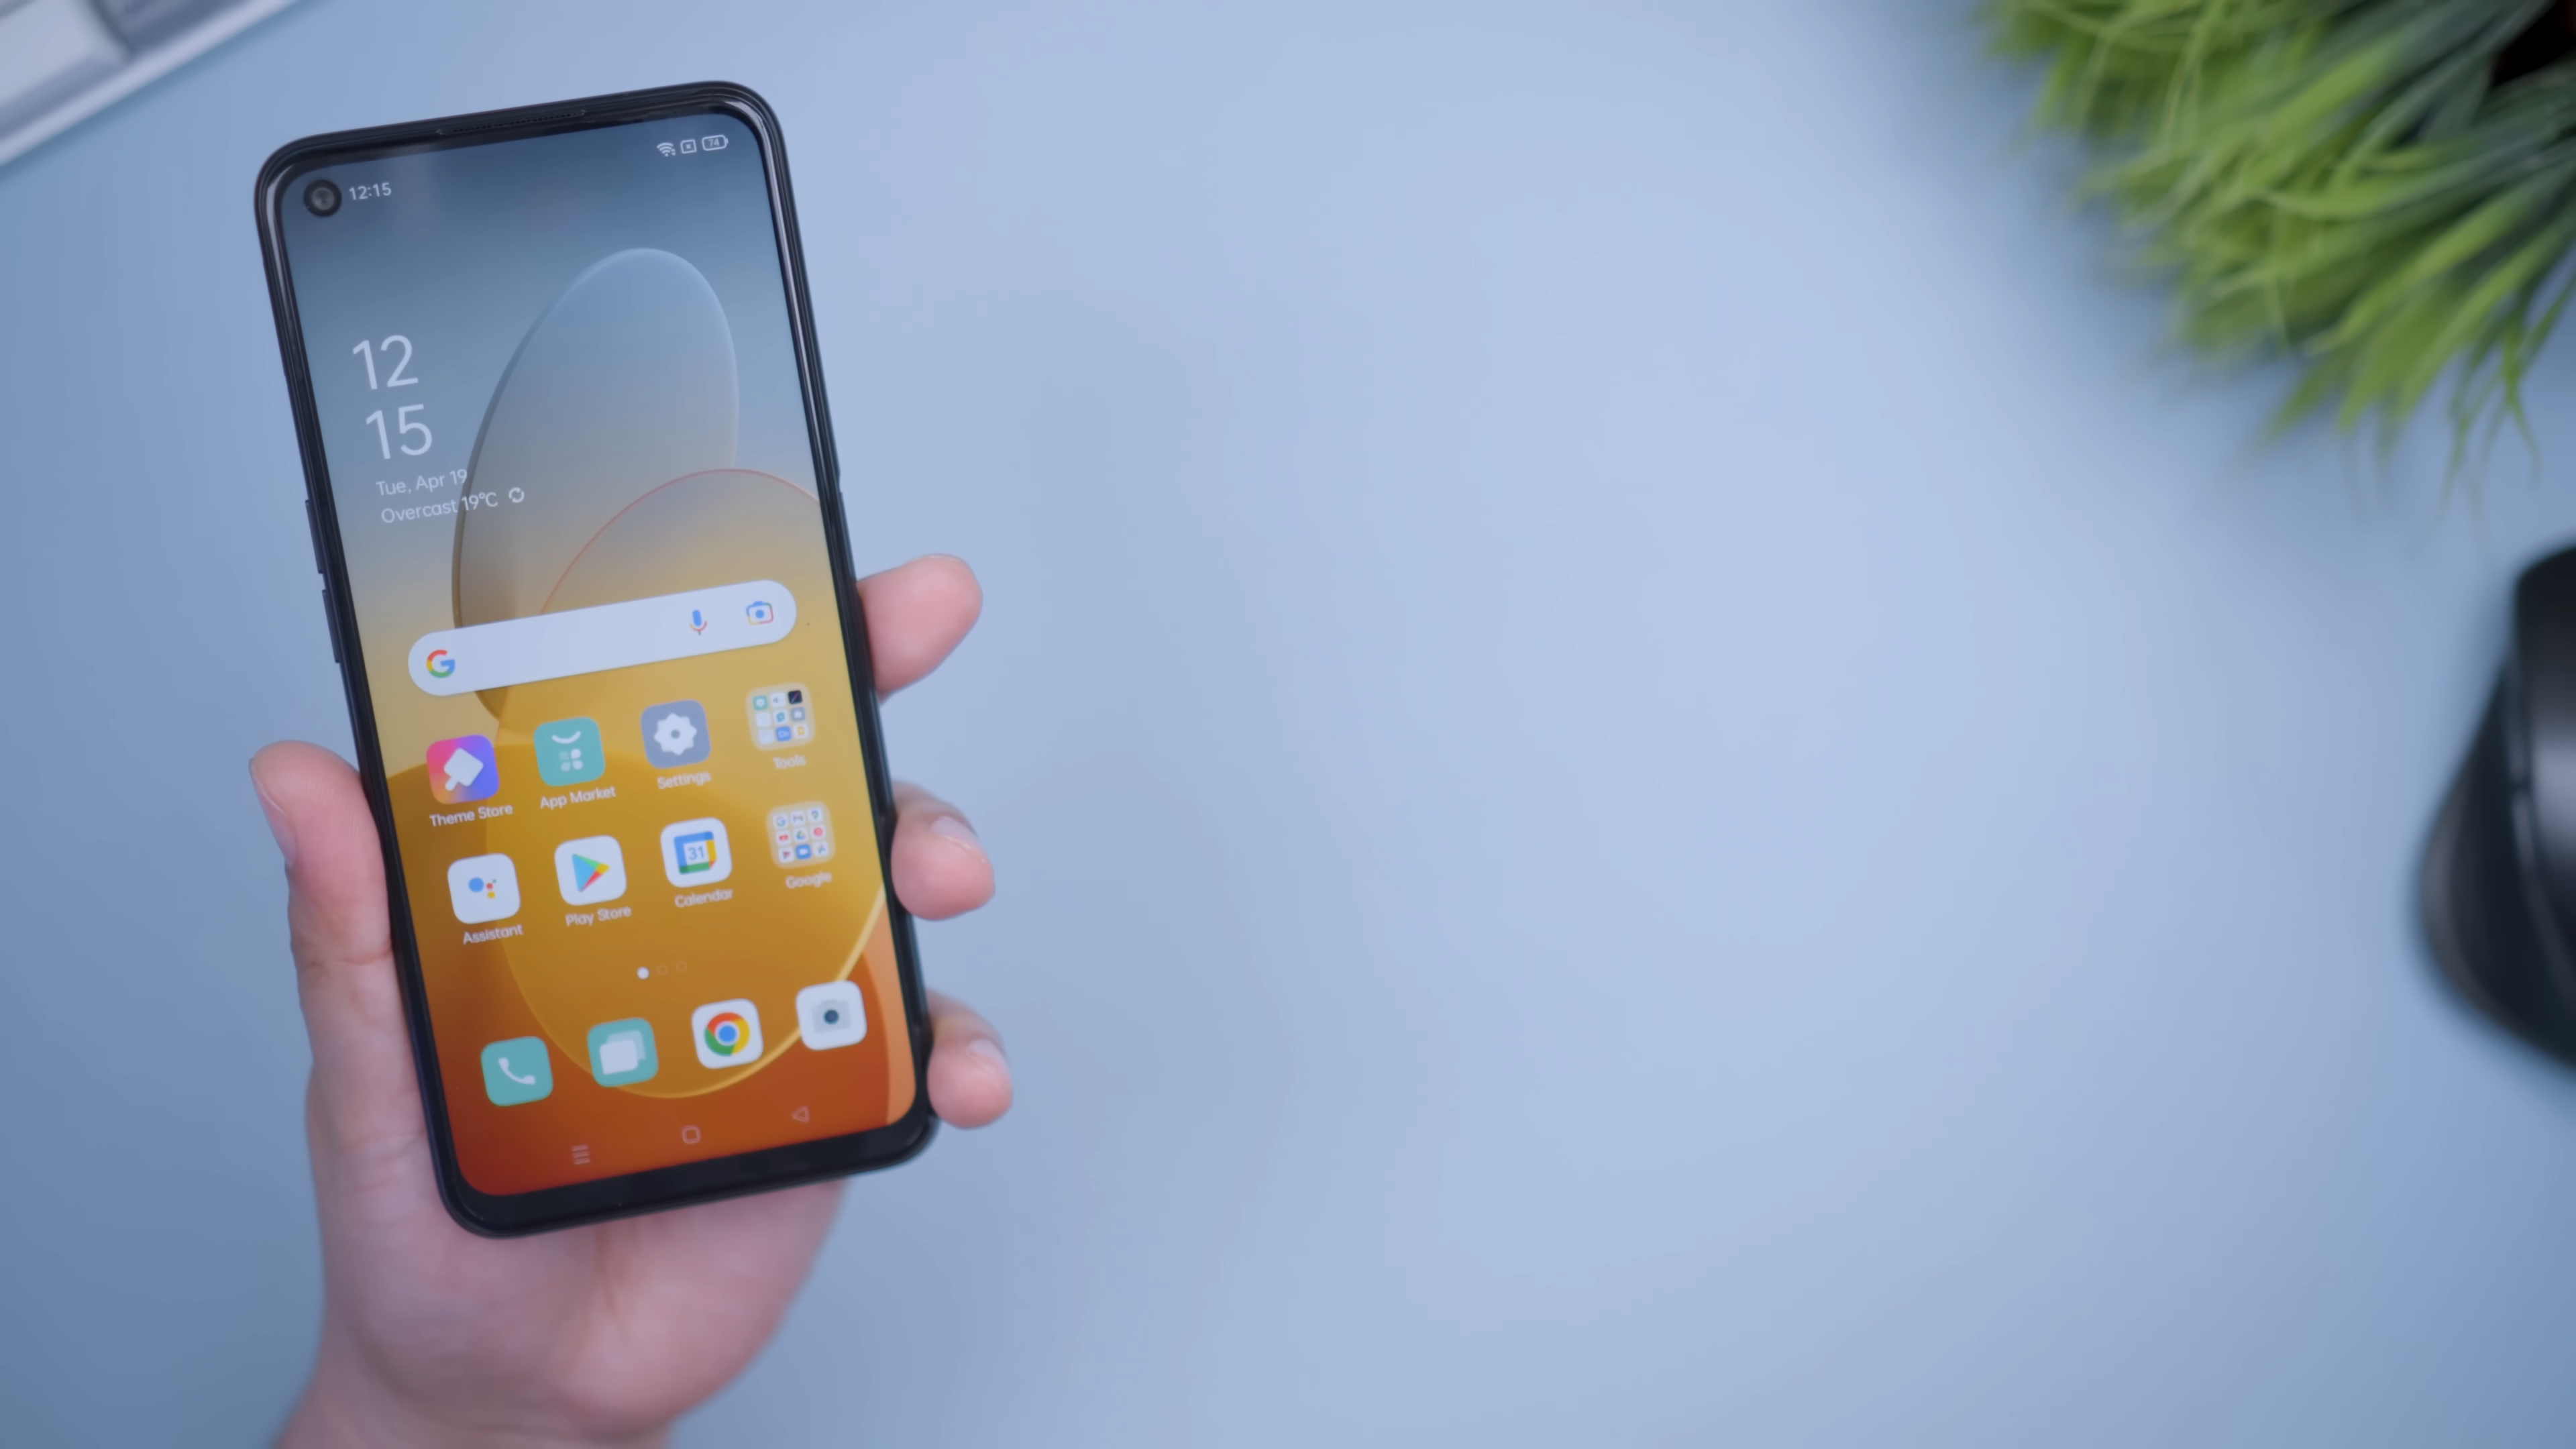 12:15
74
12
15
Tue, Apr 19
Overcast 19°C
Theme Store
App Market
Settings
Tools
Assistant
Play Store
31
Calendar
Google